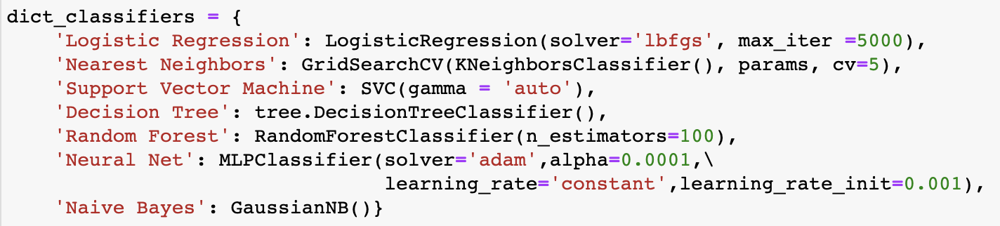 dict_classifiers = {
    'Logistic Regression': LogisticRegression(solver='lbfgs', max_iter =5000),
    'Nearest Neighbors': GridSearchCV(KNeighborsClassifier(), params, cv=5),
    'Support Vector Machine': SVC(gamma = 'auto'),
    'Decision Tree': tree.DecisionTreeClassifier(),
    'Random Forest': RandomForestClassifier(n_estimators=100),
    'Neural Net': MLPClassifier(solver='adam',alpha=0.0001,\
                                learning_rate='constant',learning_rate_init=0.001),
    'Naive Bayes': GaussianNB()}